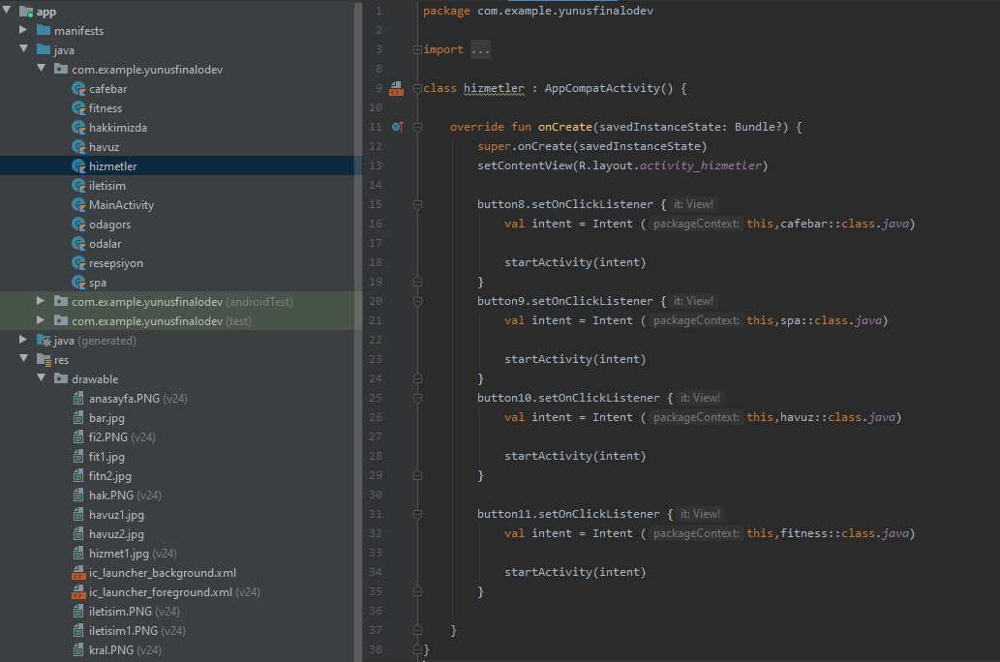 app
manifests
java
com.example.yunusfinalodev
cafebar
fitness
hakkimizda
havuz
hizmetler
iletisim
MainActivity
odagors
odalar
resepsiyon
spa
com.example.yunusfinalodev (androidTest)
com.example.yunusfinalodev (test)
java (generated)
res
drawable
anasayfa.PNG (v24)
bar.jpg
fi2.PNG (v24)
fit1.jpg
fitn2.jpg
hak.PNG (v24)
havuz1.jpg
havuz2.jpg
hizmet1.jpg (v24)
ic_launcher_background.xml
ic_launcher_foreground.xml (v24)
iletisim.PNG (v24)
iletisim1.PNG (v24)
kral.PNG (v24)
1 package com.example.yunusfinalodev
2
3 import ...
8
9 class hizmetler : AppCompatActivity() {
10
11 override fun onCreate(savedInstanceState: Bundle?) {
12 super.onCreate(savedInstanceState)
13 setContentView(R.layout.activity_hizmetler)
14
15 button8.setOnClickListener { it: View!
16 val intent = Intent ( packageContext: this,cafebar::class.java)
17
18 startActivity(intent)
19 }
20 button9.setOnClickListener { it: View!
21 val intent = Intent ( packageContext: this,spa::class.java)
22
23 startActivity(intent)
24 }
25 button10.setOnClickListener { it: View!
26 val intent = Intent ( packageContext: this,havuz::class.java)
27
28 startActivity(intent)
29 }
30
31 button11.setOnClickListener { it: View!
32 val intent = Intent ( packageContext: this,fitness::class.java)
33
34 startActivity(intent)
35 }
36
37 }
38 }